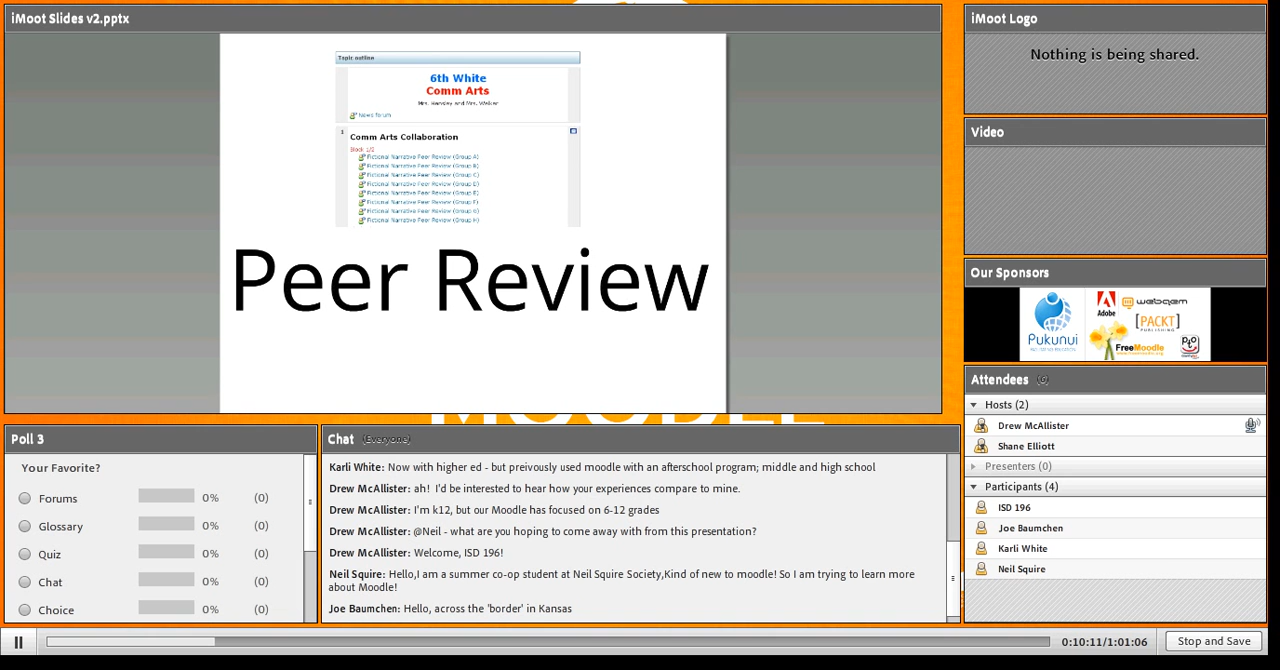 iMoot Slides v2.pptx
Topic outline
6th White
Comm Arts
Mrs. Hensley and Mrs. Welker
News forum
1
Comm Arts Collaboration
Block 1/2
Fictional Narrative Peer Review (Group A)
Fictional Narrative Peer Review (Group B)
Fictional Narrative Peer Review (Group C)
Fictional Narrative Peer Review (Group D)
Fictional Narrative Peer Review (Group E)
Fictional Narrative Peer Review (Group F)
Fictional Narrative Peer Review (Group G)
Fictional Narrative Peer Review (Group H)
Peer Review
iMoot Logo
Nothing is being shared.
Video
Our Sponsors
Pukunui
Adobe
webqem
[PACKT]
PUBLISHING
FreeMoodle
Attendees (6)
Hosts (2)
Drew McAllister
Shane Elliott
Presenters (0)
Participants (4)
ISD 196
Joe Baumchen
Karli White
Neil Squire
MOODLE
Poll 3
Your Favorite?
Forums 0% (0)
Glossary 0% (0)
Quiz 0% (0)
Chat 0% (0)
Choice 0% (0)
Chat (Everyone)
Karli White: Now with higher ed - but preivously used moodle with an afterschool program; middle and high school
Drew McAllister: ah! I'd be interested to hear how your experiences compare to mine.
Drew McAllister: I'm k12, but our Moodle has focused on 6-12 grades
Drew McAllister: @Neil - what are you hoping to come away with from this presentation?
Drew McAllister: Welcome, ISD 196!
Neil Squire: Hello,I am a summer co-op student at Neil Squire Society,Kind of new to moodle! So I am trying to learn more
about Moodle!
Joe Baumchen: Hello, across the 'border' in Kansas
0:10:11/1:01:06
Stop and Save